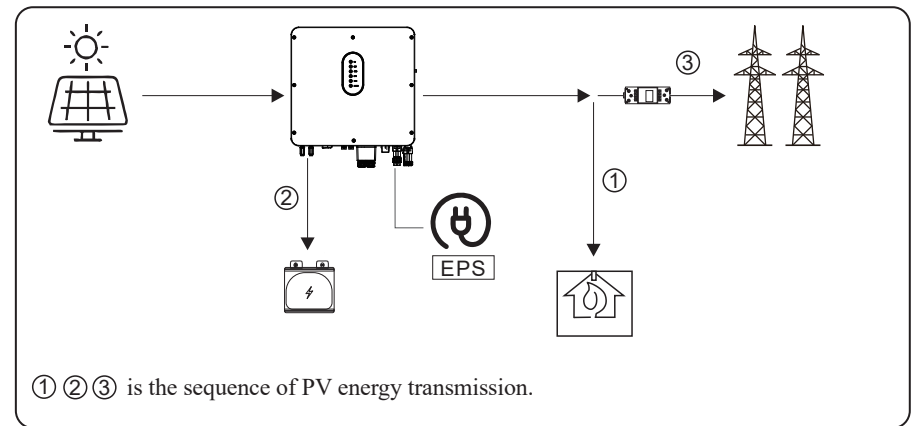 ③
①
②
EPS
① ② ③ is the sequence of PV energy transmission.